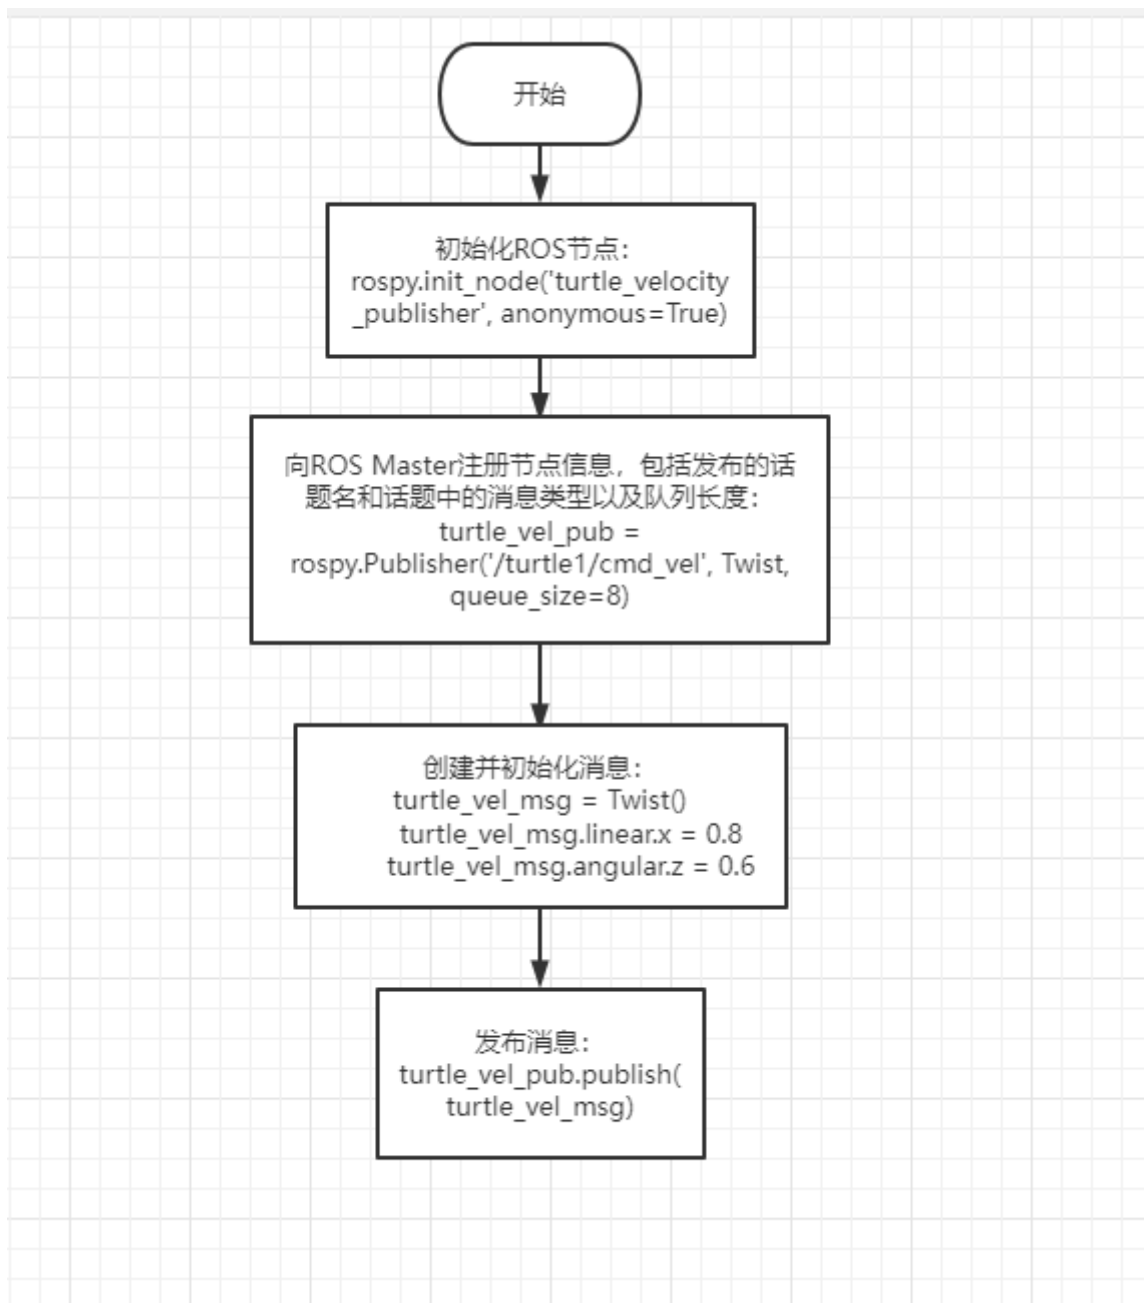 开始
初始化ROS节点：
rospy.init_node('turtle_velocity
_publisher', anonymous=True)
向ROS Master注册节点信息，包括发布的话
题名和话题中的消息类型以及队列长度：
turtle_vel_pub =
rospy.Publisher('/turtle1/cmd_vel', Twist,
queue_size=8)
创建并初始化消息：
turtle_vel_msg = Twist()
turtle_vel_msg.linear.x = 0.8
turtle_vel_msg.angular.z = 0.6
发布消息：
turtle_vel_pub.publish(
turtle_vel_msg)